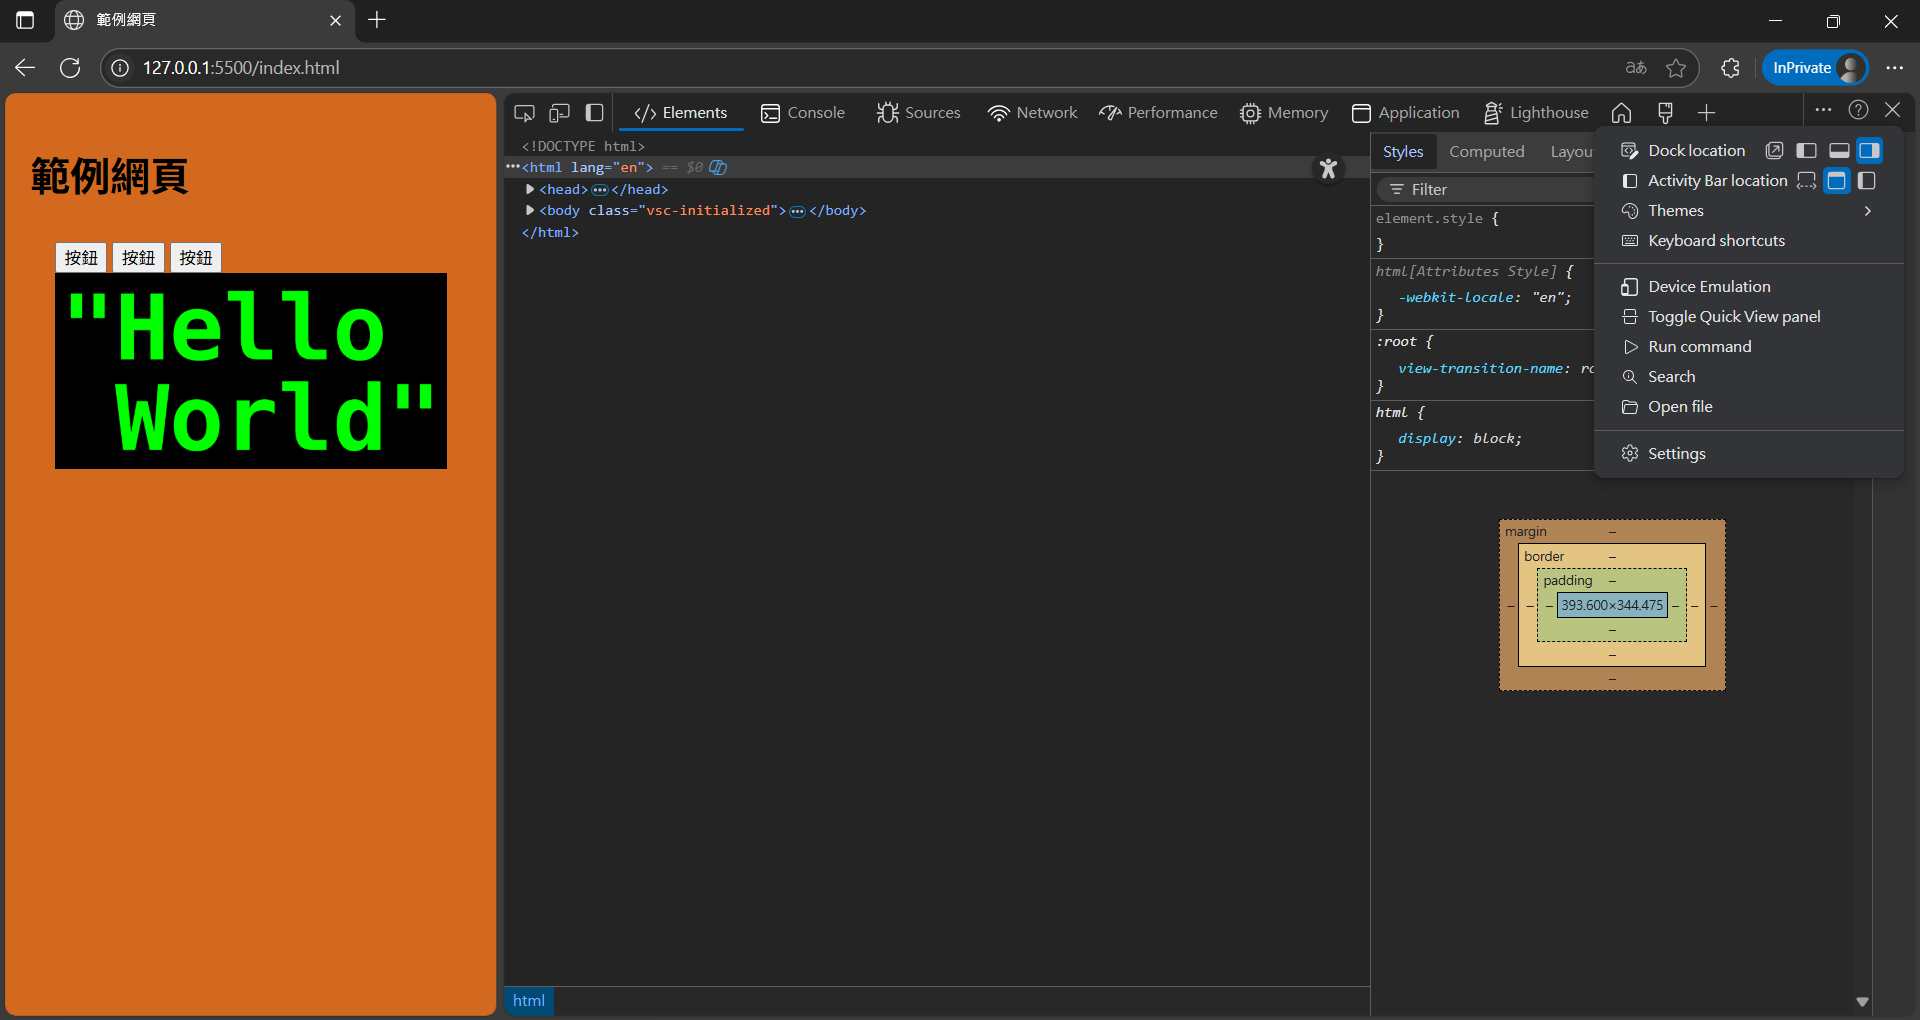 範例網頁
127.0.0.1:5500/index.html
aあ
InPrivate
範例網頁
按鈕 按鈕 按鈕
"Hello
World"
Elements Console Sources Network Performance Memory Application Lighthouse
<!DOCTYPE html>
<html lang="en"> == $0
<head></head>
<body class="vsc-initialized"></body>
</html>
html
Styles Computed Layou
Filter
element.style {
}
html[Attributes Style] {
-webkit-locale: "en";
}
:root {
view-transition-name: ro
}
html {
display: block;
}
Dock location
Activity Bar location
Themes
Keyboard shortcuts
Device Emulation
Toggle Quick View panel
Run command
Search
Open file
Settings
margin –
border –
padding –
– – – 393.600×344.475 – – –
–
–
–